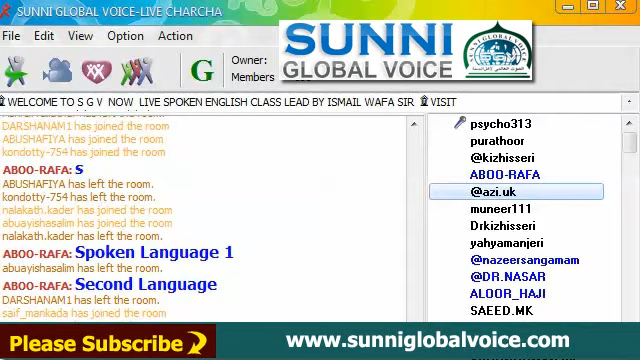 SUNNI GLOBAL VOICE-LIVE CHARCHA
File Edit View Option Action
SUNNI
GLOBAL VOICE
G
Owner:
Members
WELCOME TO S G V NOW LIVE SPOKEN ENGLISH CLASS LEAD BY ISMAIL WAFA SIR VISIT
DARSHANAM1 has joined the room
ABUSHAFIYA has joined the room
kondotty-754 has joined the room
ABOO-RAFA: S
ABUSHAFIYA has left the room.
kondotty-754 has left the room.
nalakath.kader has joined the room
abuayishasalim has joined the room
nalakath.kader has left the room.
ABOO-RAFA: Spoken Language 1
abuayishasalim has left the room.
ABOO-RAFA: Second Language
DARSHANAM1 has left the room.
saif_mankada has joined the room
psycho313
purathoor
@kizhisseri
ABOO-RAFA
@azi.uk
muneer111
Drkizhisseri
yahyamanjeri
@nazeersangamam
@DR.NASAR
ALOOR_HAJI
SAEED.MK
Please Subscribe
www.sunniglobalvoice.com